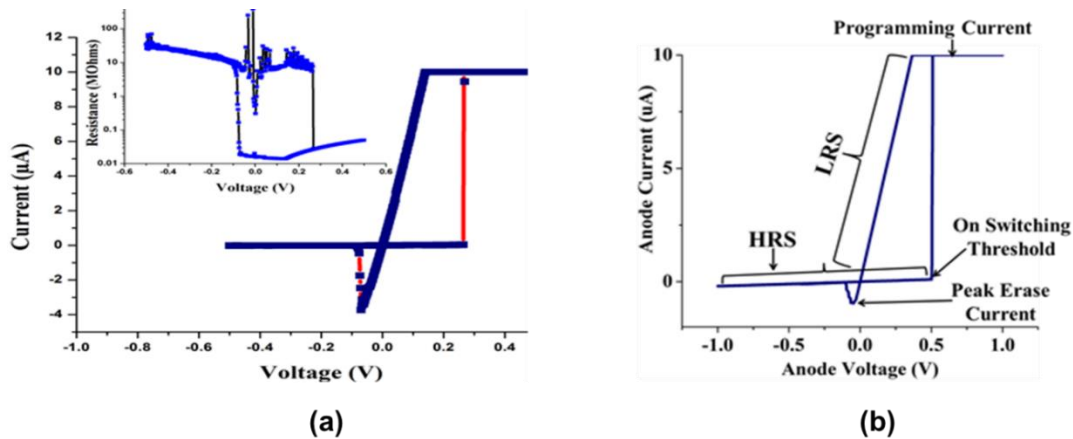 12
10
8
6
4
2
0
-2
-4
Current (µA)
-1.0 -0.8 -0.6 -0.4 -0.2 0.0 0.2 0.4
Voltage (V)
100
10
1
0.1
0.01
Resistance (MOhms)
-0.6 -0.4 -0.2 0.0 0.2 0.4 0.6
Voltage (V)
(a)
Programming Current
10
5
0
Anode Current (uA)
LRS
HRS
On Switching
Threshold
Peak Erase
Current
-1.0 -0.5 0.0 0.5 1.0
Anode Voltage (V)
(b)